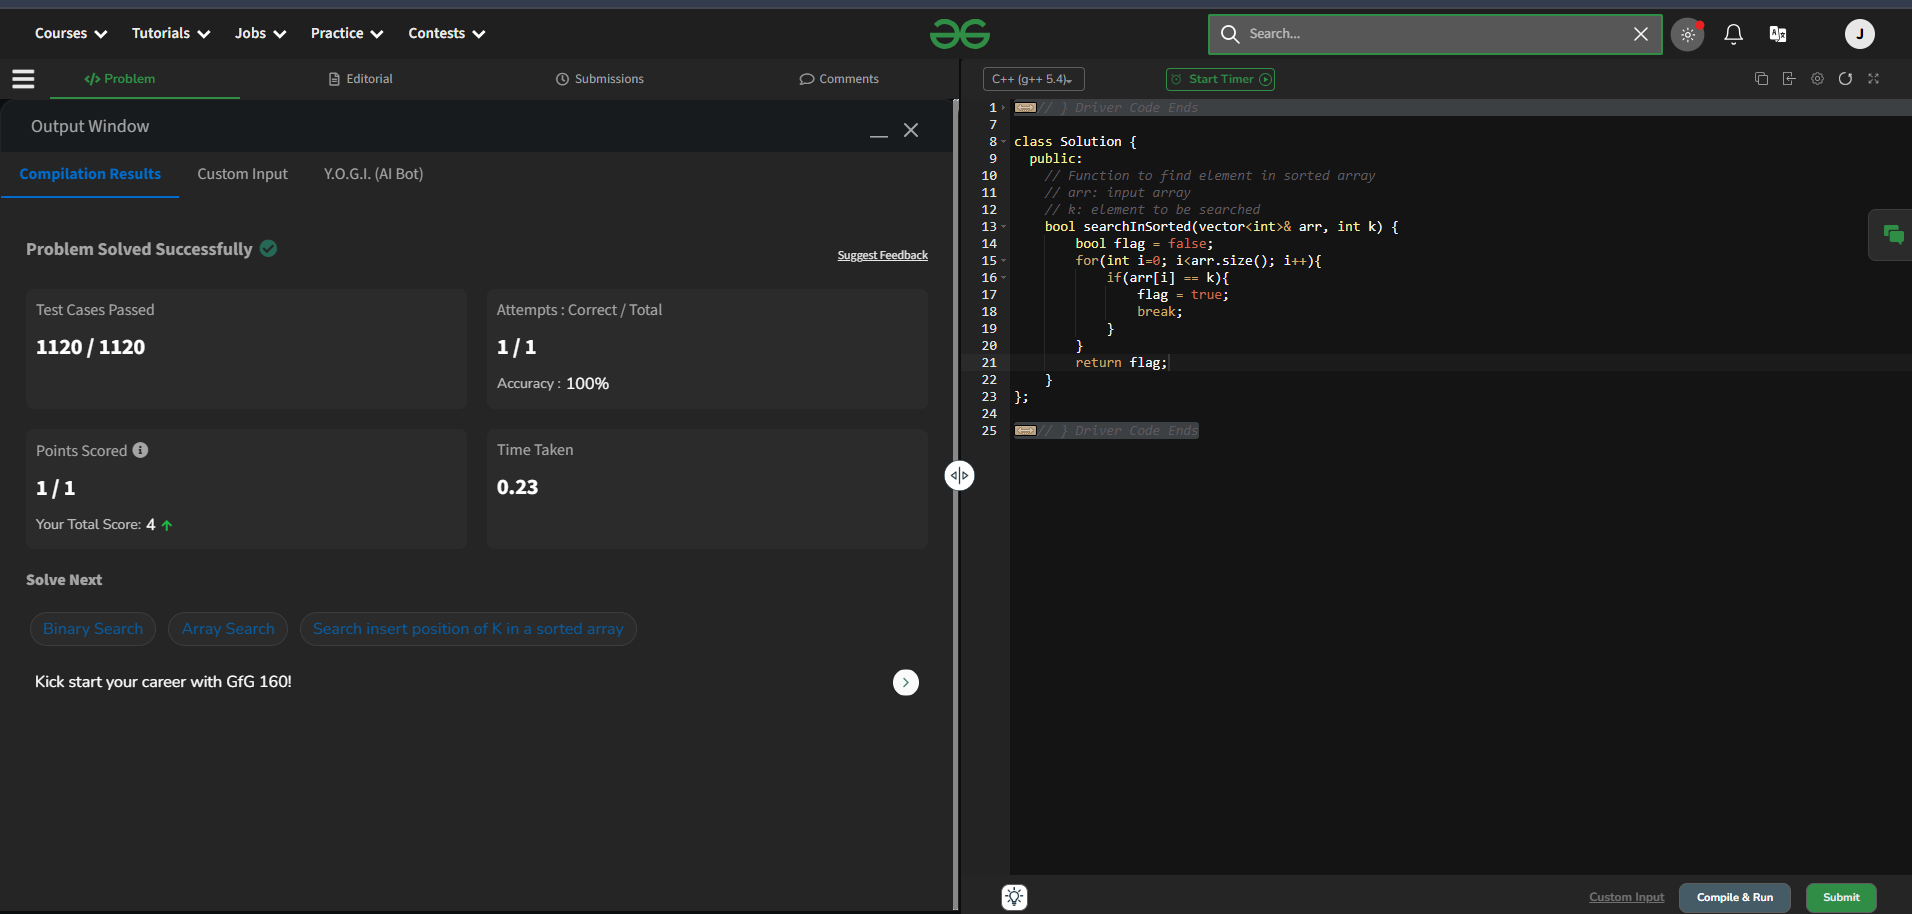 Courses Tutorials Jobs Practice Contests
Search...
J
</> Problem Editorial Submissions Comments
C++ (g++ 5.4) Start Timer
Output Window
Compilation Results Custom Input Y.O.G.I. (AI Bot)
Problem Solved Successfully
Suggest Feedback
Test Cases Passed
1120 / 1120
Attempts : Correct / Total
1 / 1
Accuracy : 100%
Points Scored
1 / 1
Your Total Score: 4
Time Taken
0.23
Solve Next
Binary Search Array Search Search insert position of K in a sorted array
Kick start your career with GfG 160!
1 // } Driver Code Ends
7
8 class Solution {
9   public:
10     // Function to find element in sorted array
11     // arr: input array
12     // k: element to be searched
13     bool searchInSorted(vector<int>& arr, int k) {
14         bool flag = false;
15         for(int i=0; i<arr.size(); i++){
16             if(arr[i] == k){
17                 flag = true;
18                 break;
19             }
20         }
21         return flag;
22     }
23 };
24
25 // } Driver Code Ends
Custom Input Compile & Run Submit